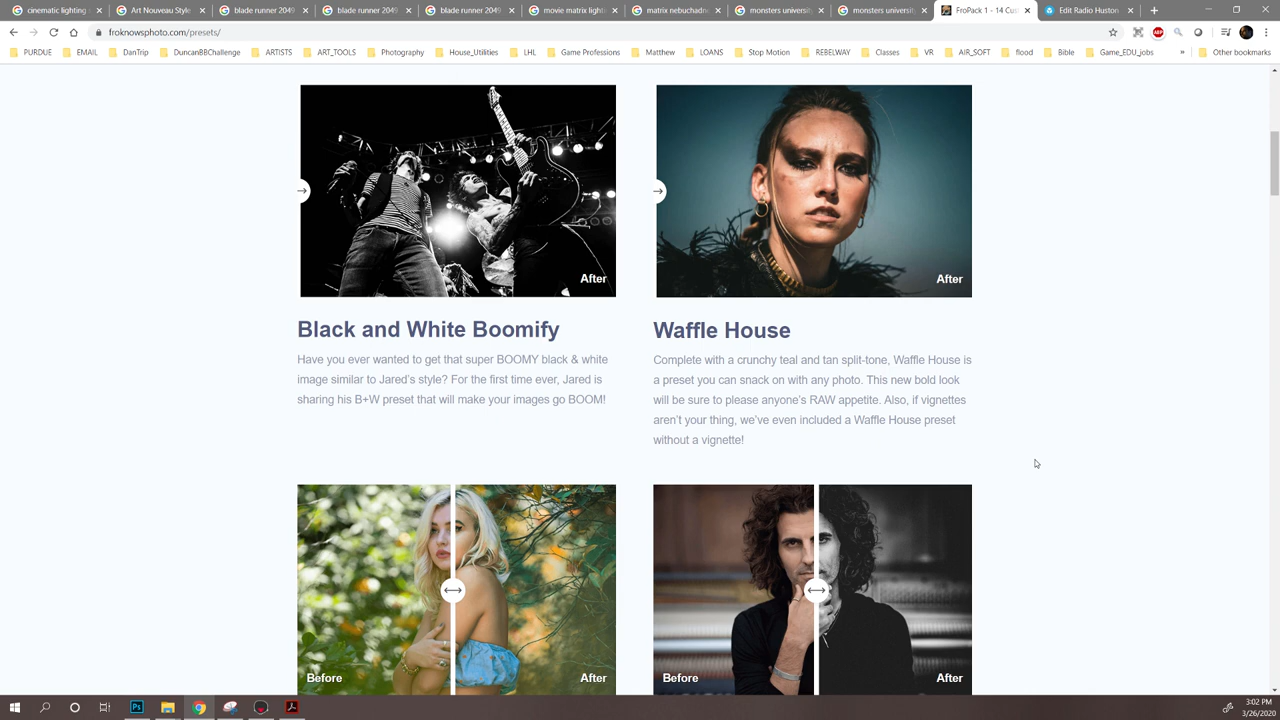 cinematic lighting s
Art Nouveau Style
blade runner 2049
blade runner 2049
blade runner 2049
movie matrix light
matrix nebuchadne
monsters university
monsters university
FroPack 1 - 14 Cus
Edit Radio Huston
froknowsphoto.com/presets/
PURDUE
EMAIL
DanTrip
DuncanBBChallenge
ARTISTS
ART_TOOLS
Photography
House_Utilities
LHL
Game Professions
Matthew
LOANS
Stop Motion
REBELWAY
Classes
VR
AIR_SOFT
flood
Bible
Game_EDU_jobs
»
Other bookmarks
After
After
Black and White Boomify
Have you ever wanted to get that super BOOMY black & white
image similar to Jared's style? For the first time ever, Jared is
sharing his B+W preset that will make your images go BOOM!
Waffle House
Complete with a crunchy teal and tan split-tone, Waffle House is
a preset you can snack on with any photo. This new bold look
will be sure to please anyone's RAW appetite. Also, if vignettes
aren't your thing, we've even included a Waffle House preset
without a vignette!
Before
After
Before
After
Ps
3:02 PM
3/26/2020